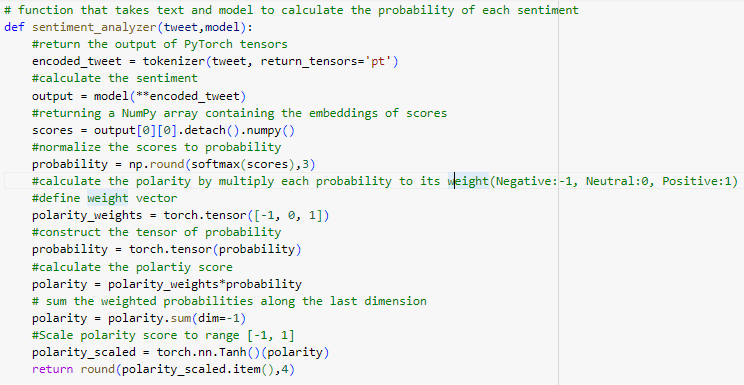 # function that takes text and model to calculate the probability of each sentiment
def sentiment_analyzer(tweet,model):
    #return the output of PyTorch tensors
    encoded_tweet = tokenizer(tweet, return_tensors='pt')
    #calculate the sentiment
    output = model(**encoded_tweet)
    #returning a NumPy array containing the embeddings of scores
    scores = output[0][0].detach().numpy()
    #normalize the scores to probability
    probability = np.round(softmax(scores),3)
    #calculate the polarity by multiply each probability to its weight(Negative:-1, Neutral:0, Positive:1)
    #define weight vector
    polarity_weights = torch.tensor([-1, 0, 1])
    #construct the tensor of probability
    probability = torch.tensor(probability)
    #calculate the polartiy score
    polarity = polarity_weights*probability
    # sum the weighted probabilities along the last dimension
    polarity = polarity.sum(dim=-1)
    #Scale polarity score to range [-1, 1]
    polarity_scaled = torch.nn.Tanh()(polarity)
    return round(polarity_scaled.item(),4)